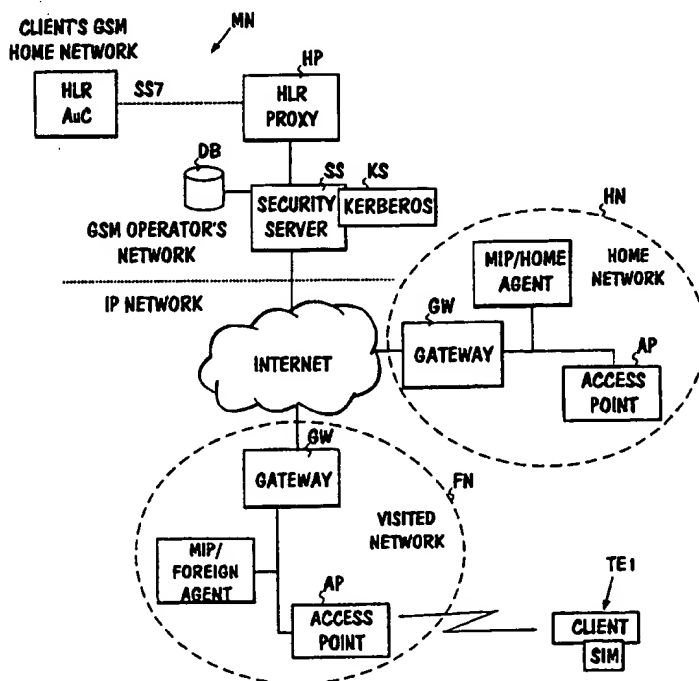 CLIENT'S GSM
HOME NETWORK
MN
HLR
AuC
SS7
HP
HLR
PROXY
DB
SS
KS
SECURITY
SERVER
KERBEROS
GSM OPERATOR'S
NETWORK
IP NETWORK
HN
MIP/HOME
AGENT
HOME
NETWORK
GW
GATEWAY
AP
ACCESS
POINT
INTERNET
GW
GATEWAY
FN
VISITED
NETWORK
MIP/
FOREIGN
AGENT
AP
ACCESS
POINT
TE1
CLIENT
SIM